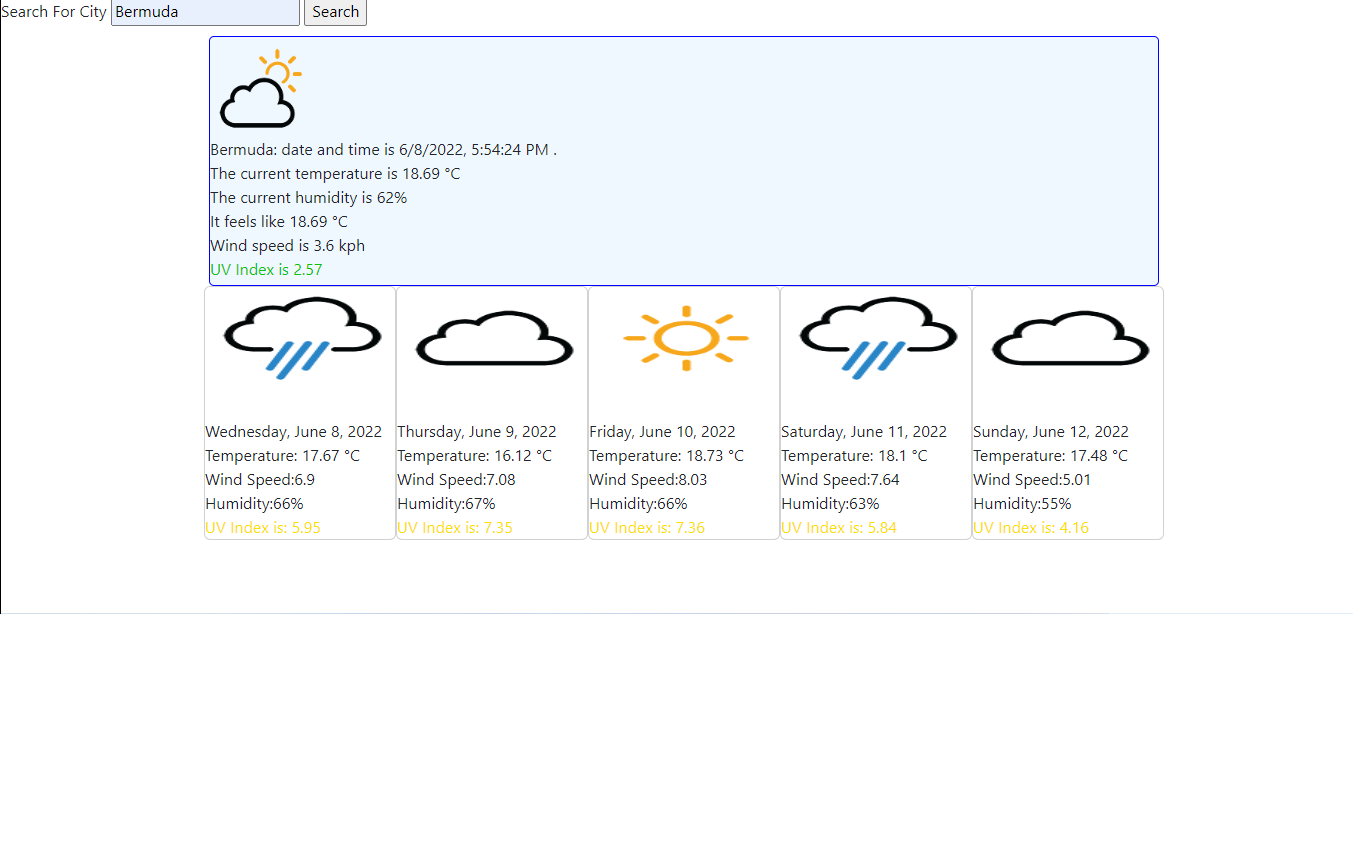 Search For City Bermuda Search
Bermuda: date and time is 6/8/2022, 5:54:24 PM .
The current temperature is 18.69 °C
The current humidity is 62%
It feels like 18.69 °C
Wind speed is 3.6 kph
UV Index is 2.57
Wednesday, June 8, 2022
Temperature: 17.67 °C
Wind Speed:6.9
Humidity:66%
UV Index is: 5.95
Thursday, June 9, 2022
Temperature: 16.12 °C
Wind Speed:7.08
Humidity:67%
UV Index is: 7.35
Friday, June 10, 2022
Temperature: 18.73 °C
Wind Speed:8.03
Humidity:66%
UV Index is: 7.36
Saturday, June 11, 2022
Temperature: 18.1 °C
Wind Speed:7.64
Humidity:63%
UV Index is: 5.84
Sunday, June 12, 2022
Temperature: 17.48 °C
Wind Speed:5.01
Humidity:55%
UV Index is: 4.16